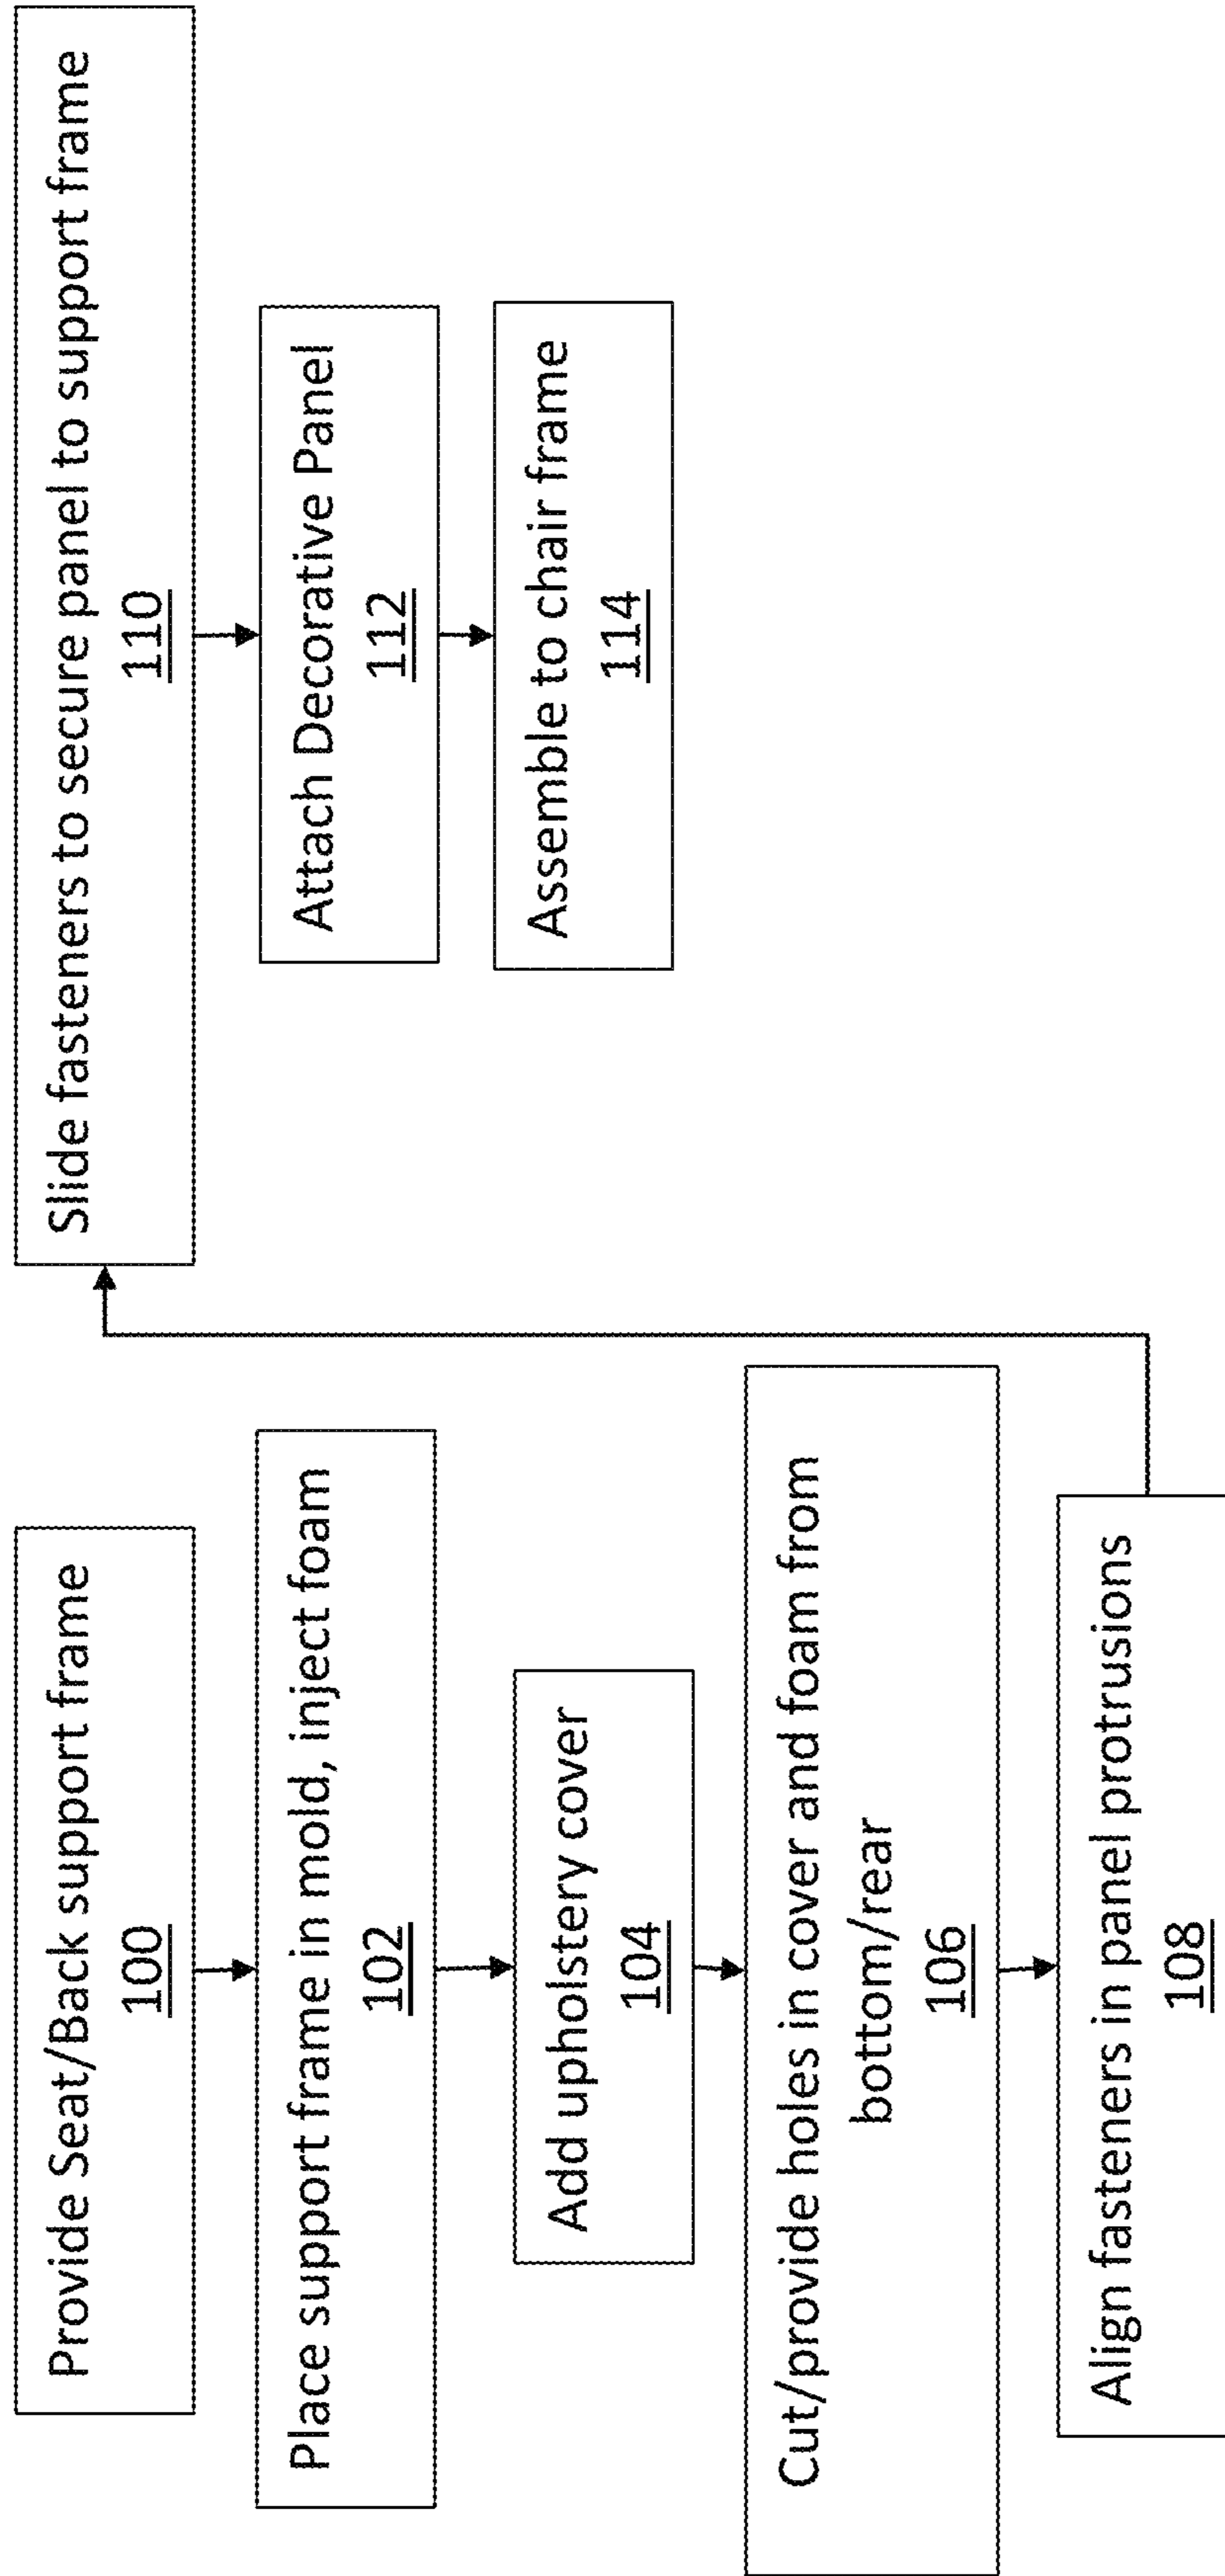 Provide Seat/Back support frame
100
Place support frame in mold, inject foam
102
Add upholstery cover
104
Cut/provide holes in cover and foam from
bottom/rear
106
Align fasteners in panel protrusions
108
Slide fasteners to secure panel to support frame
110
Attach Decorative Panel
112
Assemble to chair frame
114